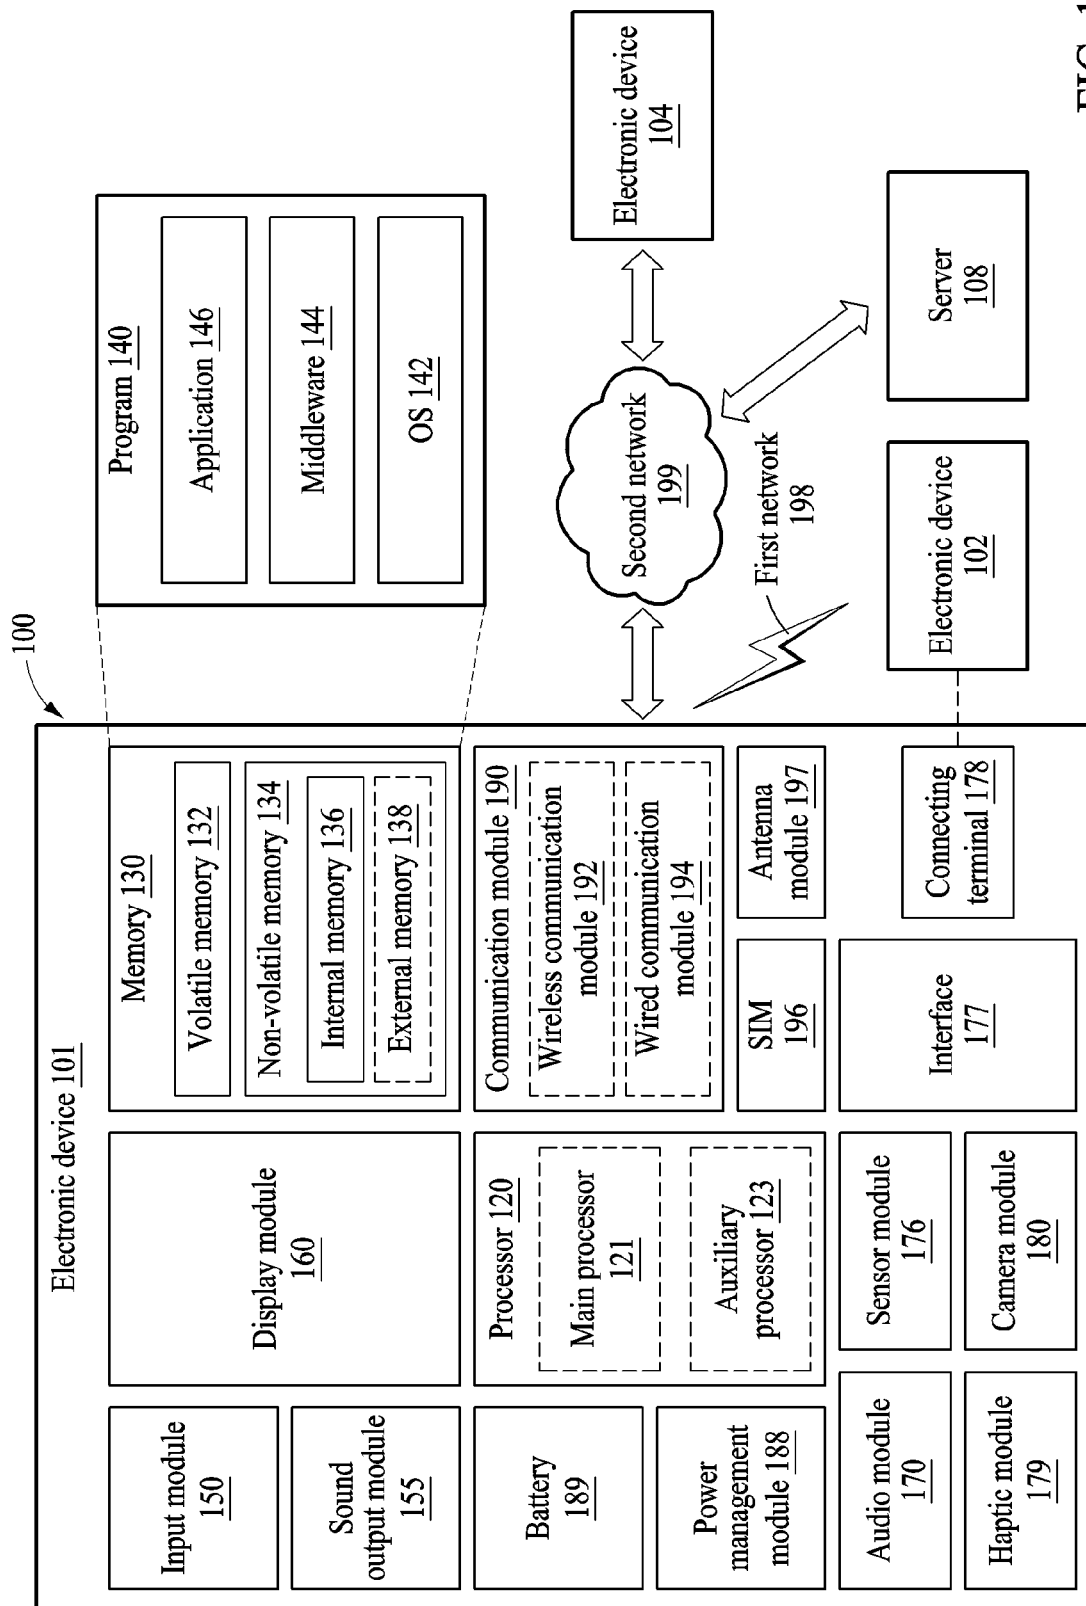 100
Electronic device 101
Input module
150
Sound
output module
155
Battery
189
Power
management
module 188
Audio module
170
Haptic module
179
Display module
160
Processor 120
Main processor
121
Auxiliary
processor 123
Sensor module
176
Camera module
180
Memory 130
Volatile memory 132
Non-volatile memory 134
Internal memory 136
External memory 138
Communication module 190
Wireless communication
module 192
Wired communication
module 194
SIM
196
Antenna
module 197
Interface
177
Connecting
terminal 178
Program 140
Application 146
Middleware 144
OS 142
Second network
199
First network
198
Electronic device
104
Electronic device
102
Server
108
FIG. 1